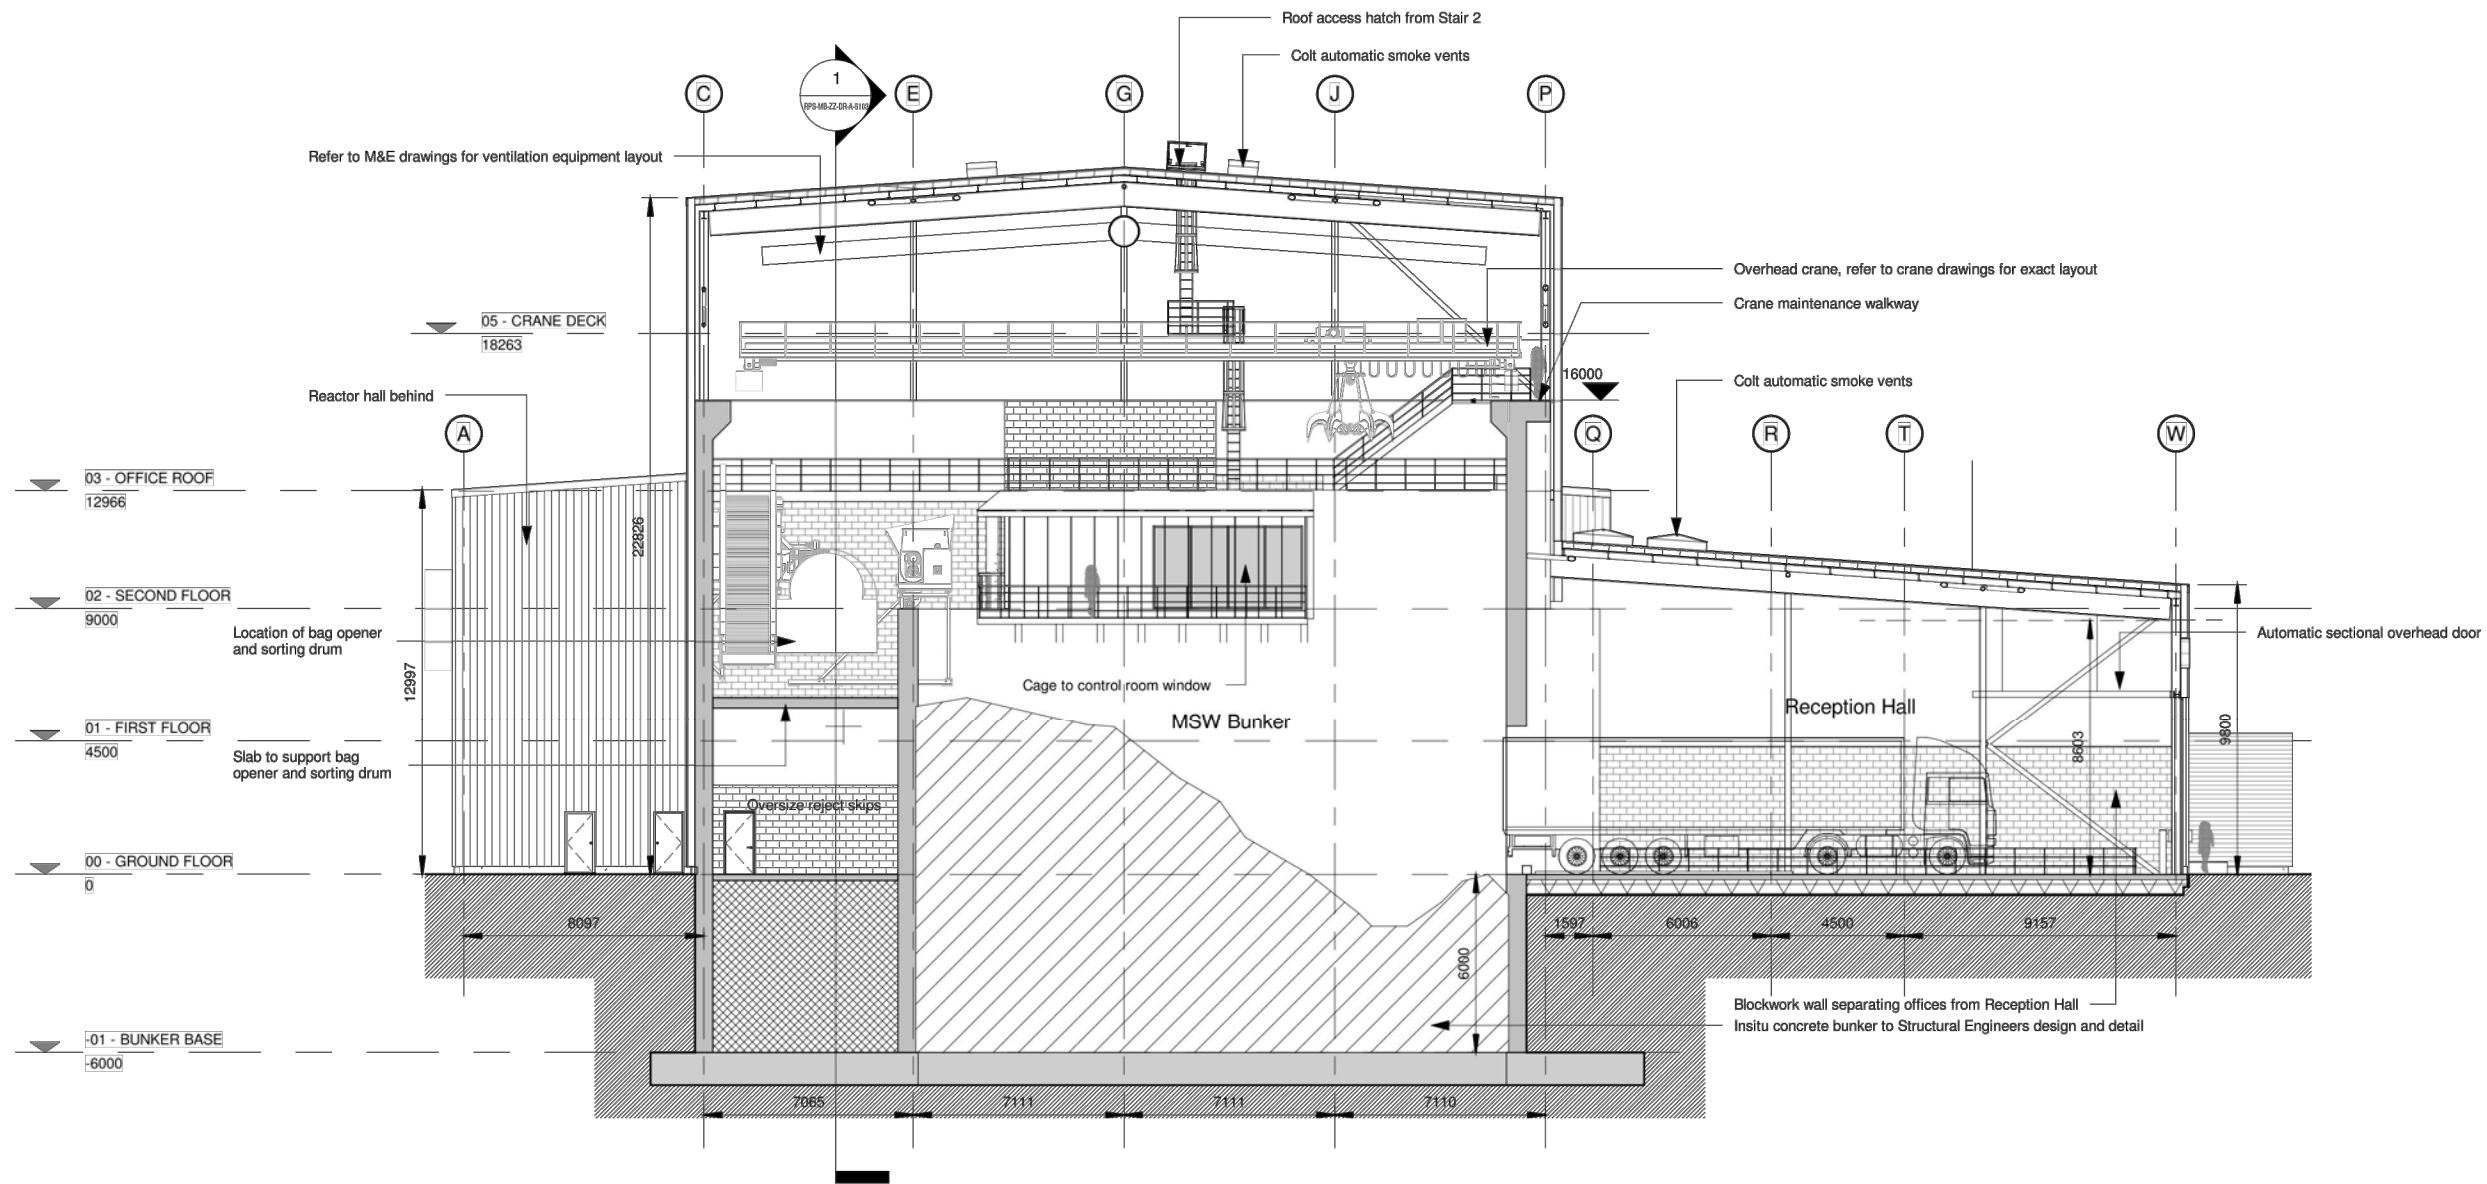 Roof access hatch from Stair 2
Colt automatic smoke vents
1
RPS-MB-ZZ-DR-A-5103
C
E
G
J
P
Refer to M&E drawings for ventilation equipment layout
Overhead crane, refer to crane drawings for exact layout
Crane maintenance walkway
05 - CRANE DECK
18263
16000
Colt automatic smoke vents
Reactor hall behind
A
Q
R
T
W
03 - OFFICE ROOF
12966
22826
02 - SECOND FLOOR
9000
Location of bag opener
and sorting drum
Automatic sectional overhead door
12997
Cage to control room window
MSW Bunker
Reception Hall
01 - FIRST FLOOR
4500
8603
9800
Slab to support bag
opener and sorting drum
Oversize reject skips
00 - GROUND FLOOR
0
8097
1597
6006
4500
9157
6000
Blockwork wall separating offices from Reception Hall
Insitu concrete bunker to Structural Engineers design and detail
-01 - BUNKER BASE
-6000
7065
7111
7111
7110